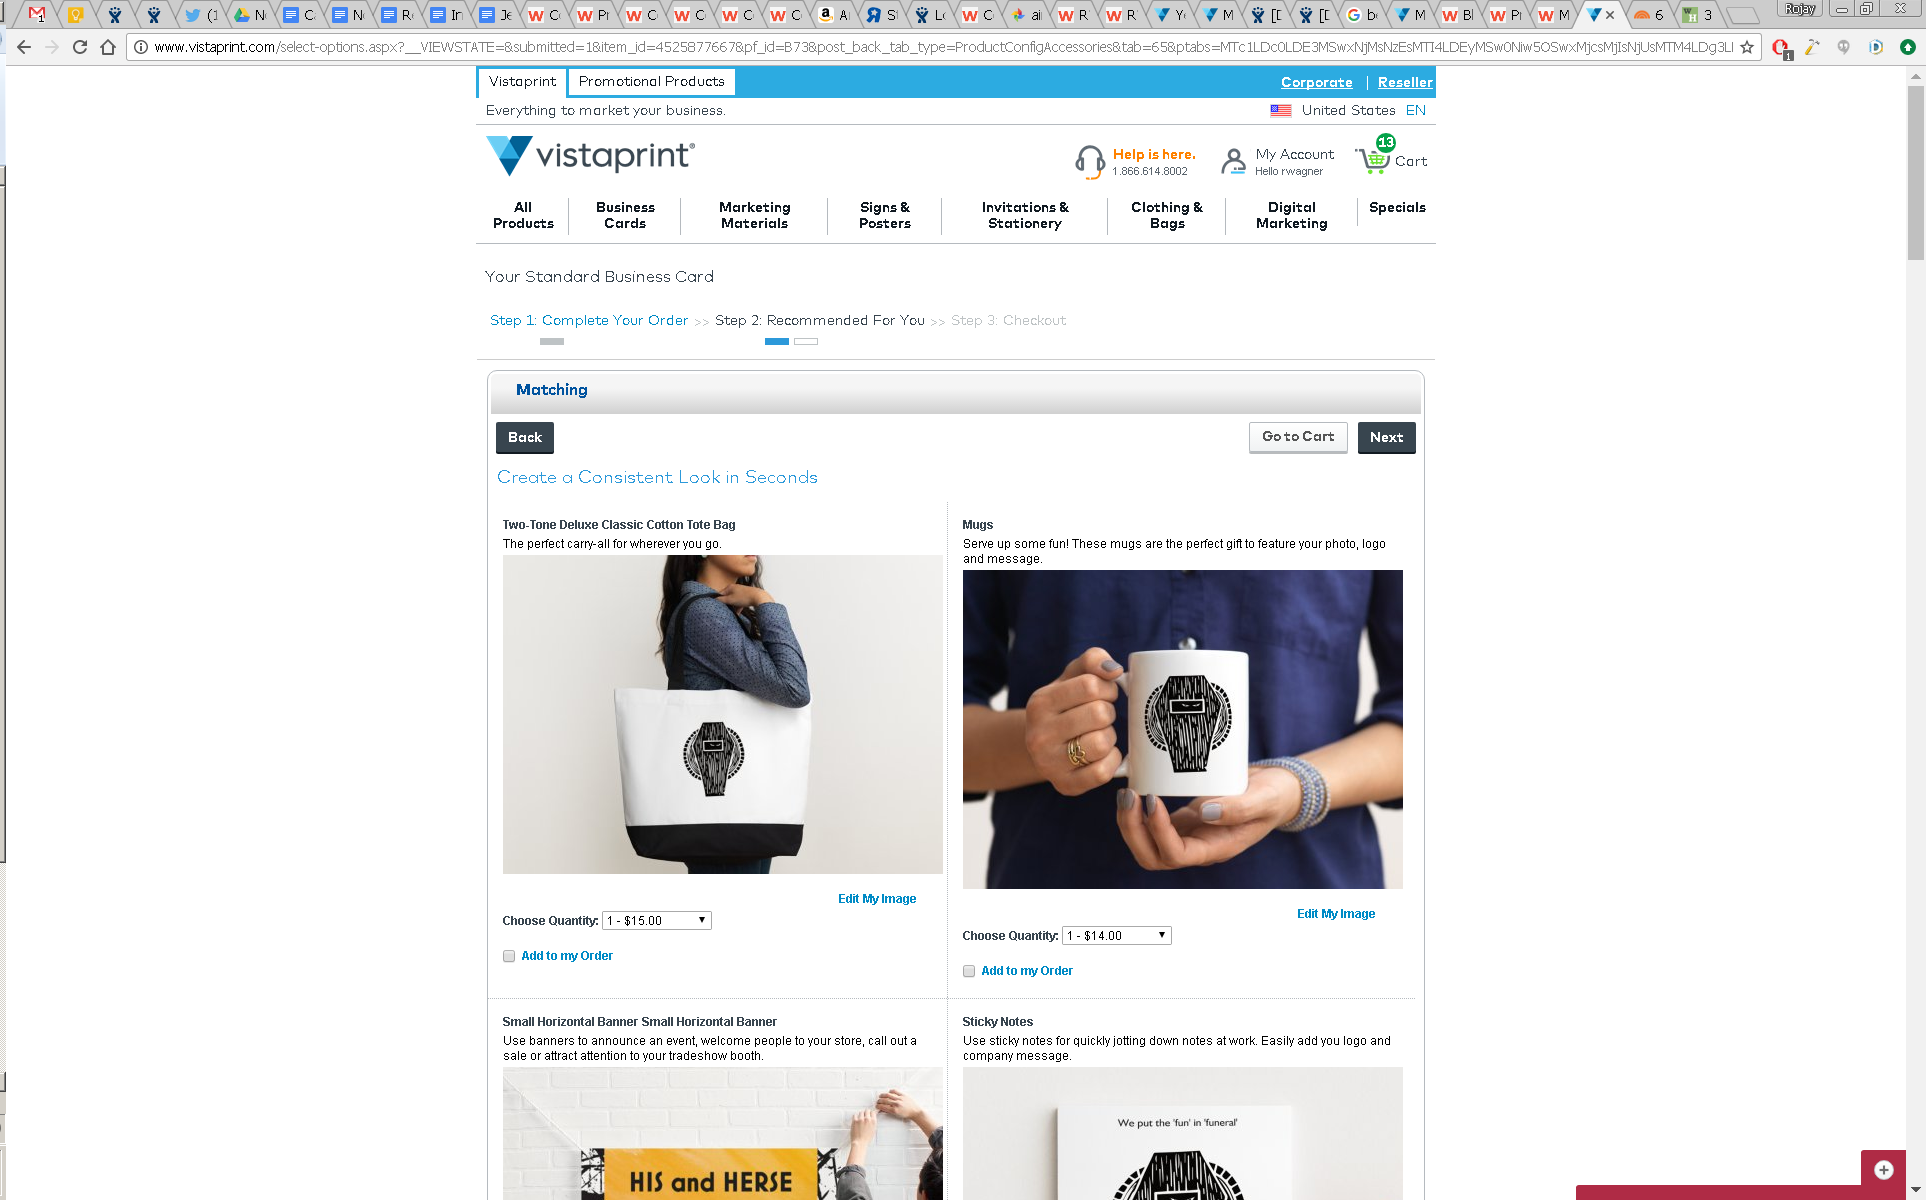 Rojay
www.vistaprint.com/select-options.aspx?__VIEWSTATE=&submitted=1&item_id=4525877667&pf_id=B73&post_back_tab_type=ProductConfigAccessories&tab=65&ptabs=
Vistaprint Promotional Products Corporate | Reseller
Everything to market your business. United States EN
vistaprint®
Help is here.
1.866.614.8002
My Account
Hello rwagner
13
Cart
All Products
Business Cards
Marketing Materials
Signs & Posters
Invitations & Stationery
Clothing & Bags
Digital Marketing
Specials
Your Standard Business Card
Step 1: Complete Your Order >> Step 2: Recommended For You >> Step 3: Checkout
Matching
Back Go to Cart Next
Create a Consistent Look in Seconds
Two-Tone Deluxe Classic Cotton Tote Bag
The perfect carry-all for wherever you go.
Edit My Image
Choose Quantity: 1 - $15.00
Add to my Order
Mugs
Serve up some fun! These mugs are the perfect gift to feature your photo, logo
and message.
Edit My Image
Choose Quantity: 1 - $14.00
Add to my Order
Small Horizontal Banner Small Horizontal Banner
Use banners to announce an event, welcome people to your store, call out a
sale or attract attention to your tradeshow booth.
HIS and HERSE
Sticky Notes
Use sticky notes for quickly jotting down notes at work. Easily add you logo and
company message.
We put the 'fun' in 'funeral'